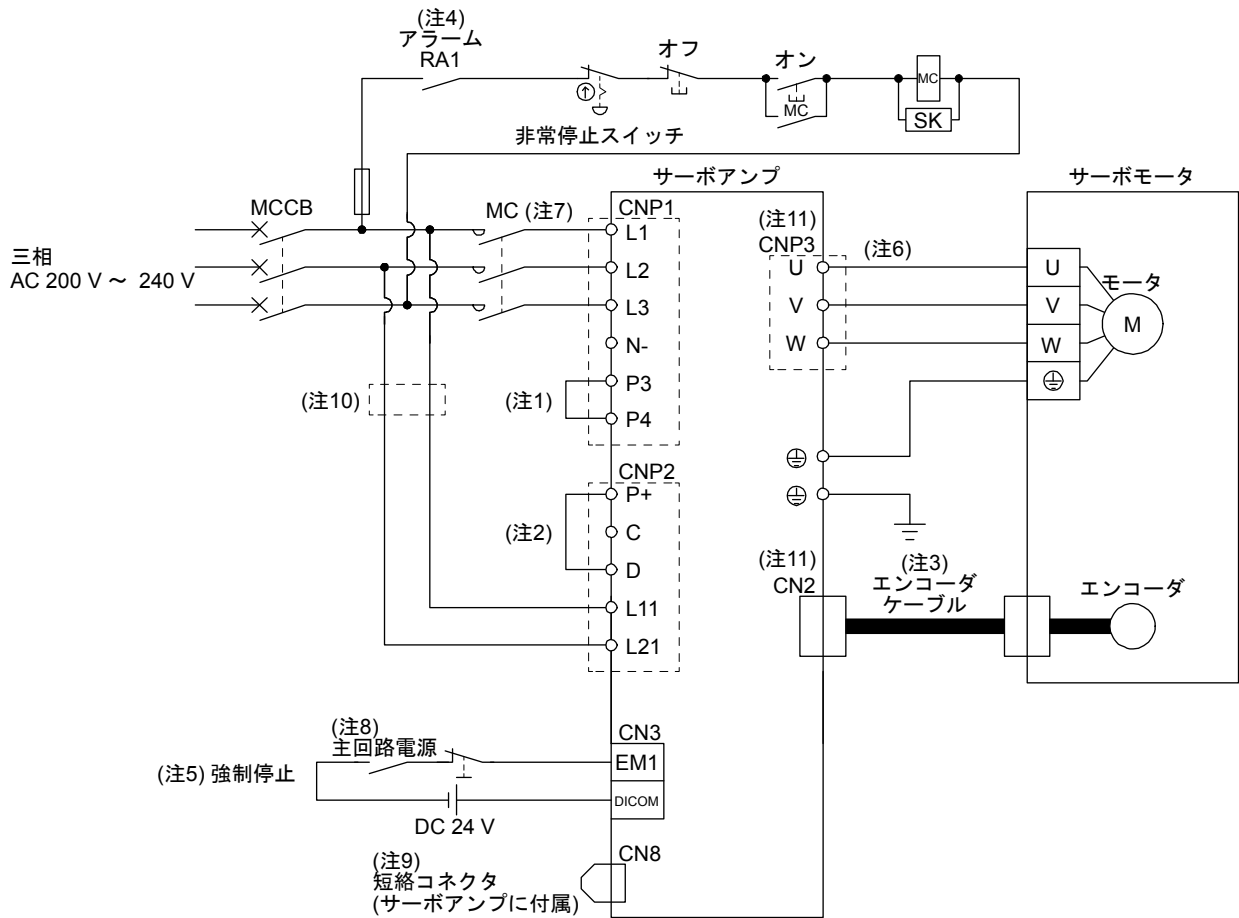 (注4)
アラーム
RA1
オフ
オン
MC
MC
SK
非常停止スイッチ
サーボアンプ
サーボモータ
MCCB
MC (注7)
CNP1
(注11)
CNP3
(注6)
三相
AC 200 V ～ 240 V
L1
L2
L3
N-
P3
P4
U
V
W
U
V
W
モータ
M
(注10)
(注1)
CNP2
P+
C
D
L11
L21
(注2)
(注11)
CN2
(注3)
エンコーダ
ケーブル
エンコーダ
(注8)
主回路電源
(注5) 強制停止
CN3
EM1
DICOM
DC 24 V
CN8
(注9)
短絡コネクタ
(サーボアンプに付属)